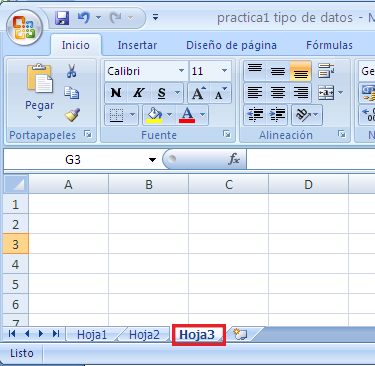 practica1 tipo de datos - M
Inicio Insertar Diseño de página Fórmulas
Calibri 11 Ge
Pegar N K S A A
A
Portapapeles Fuente Alineación N
G3 fx
A B C D
1
2
3
4
5
6
7
Hoja1 Hoja2 Hoja3
Listo